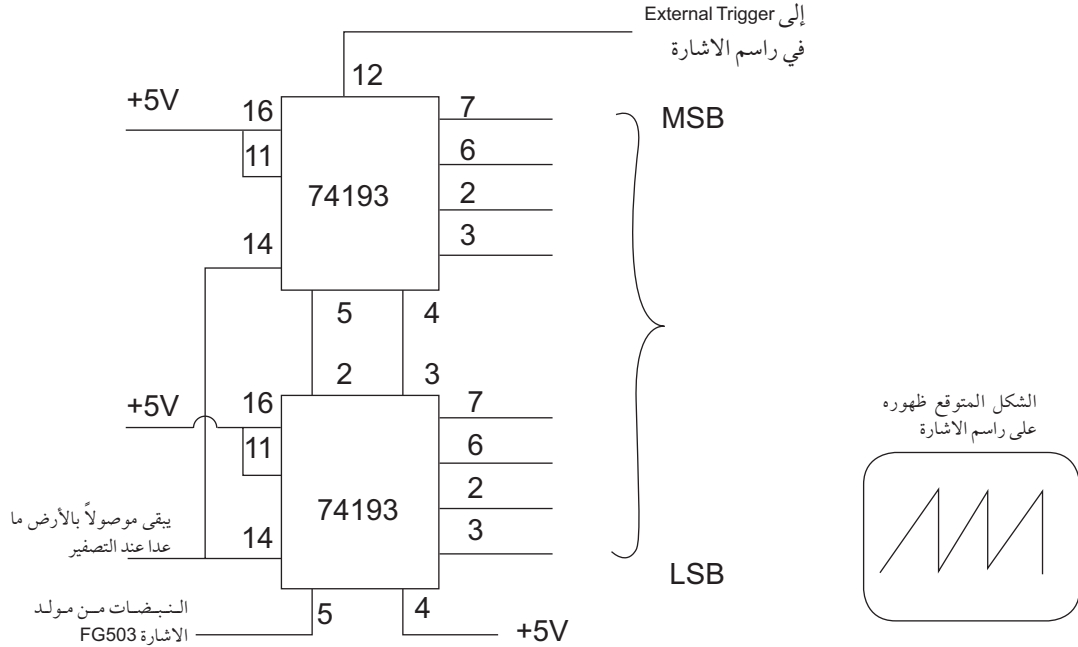 إلى External Trigger
في راسم الاشارة
12
+5V
16
11
14
74193
7
6
2
3
MSB
5
4
2
3
+5V
16
11
14
74193
7
6
2
3
LSB
5
4
+5V
يبقى موصولاً بالأرض ما
عدا عند التصفير
النبضات من مولد
الاشارة FG503
الشكل المتوقع ظهوره
على راسم الاشارة